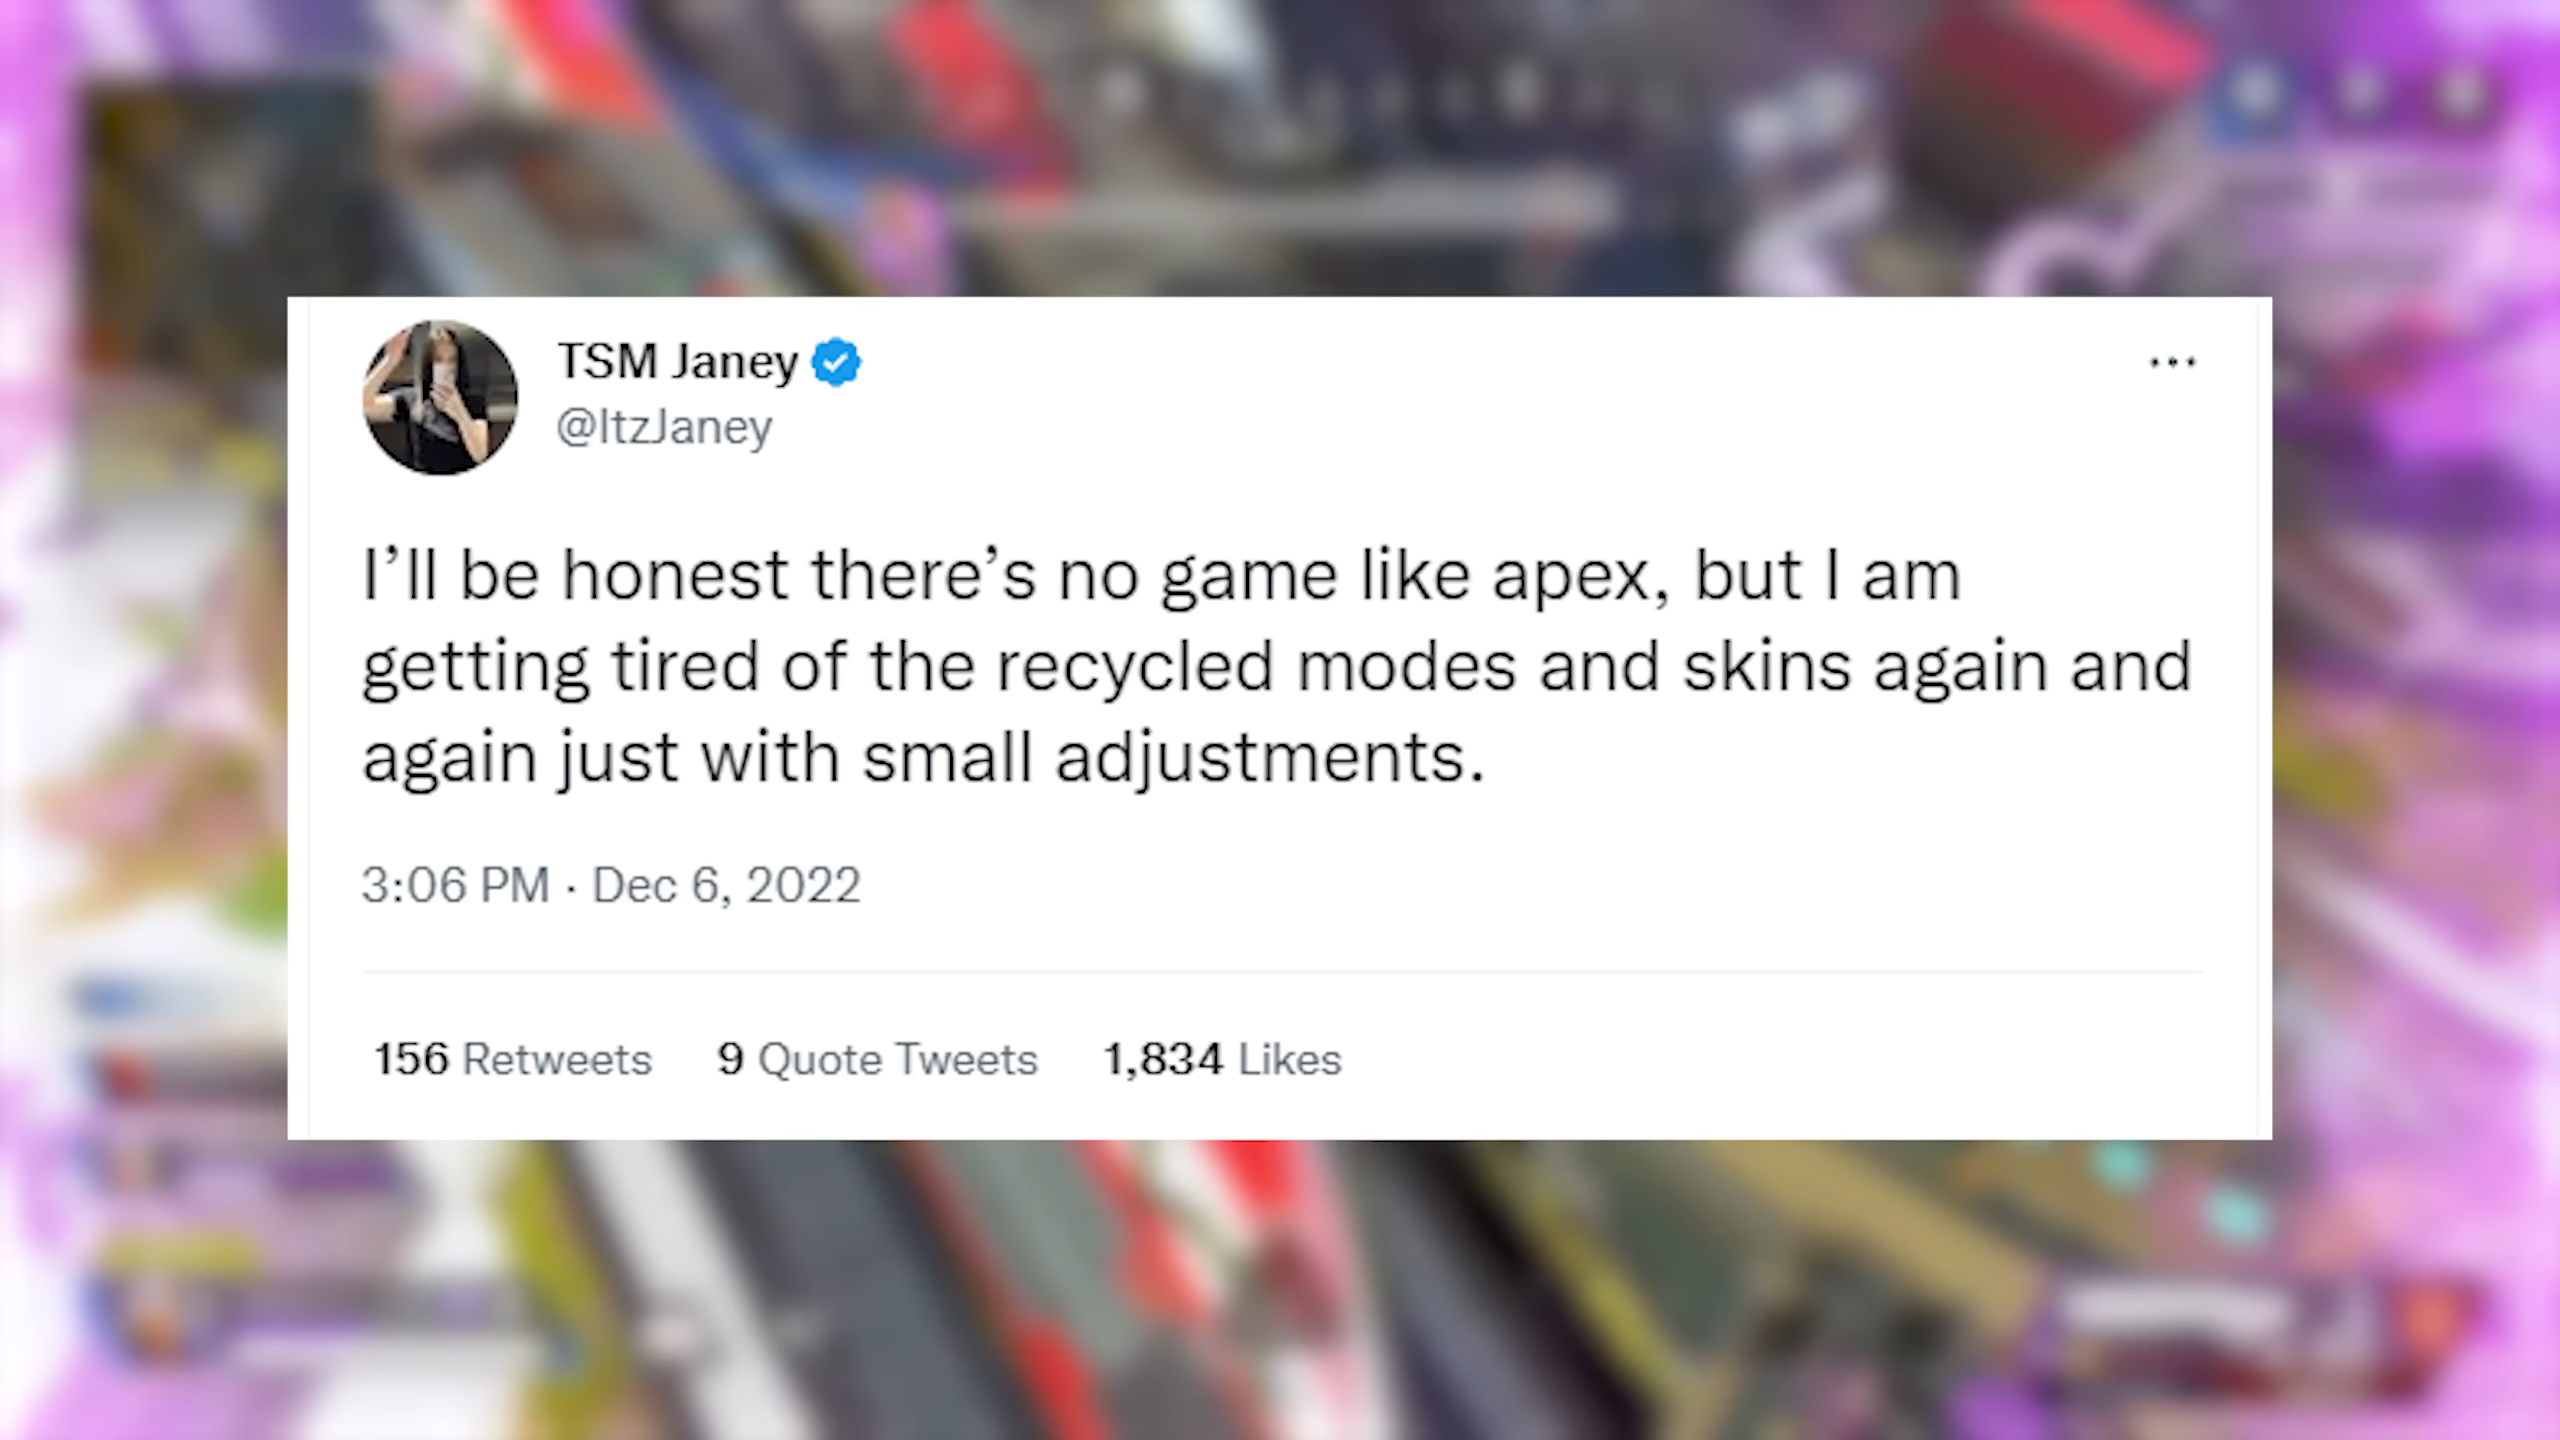 TSM Janey
@ItzJaney
I’ll be honest there’s no game like apex, but I am
getting tired of the recycled modes and skins again and
again just with small adjustments.
3:06 PM · Dec 6, 2022
156 Retweets 9 Quote Tweets 1,834 Likes